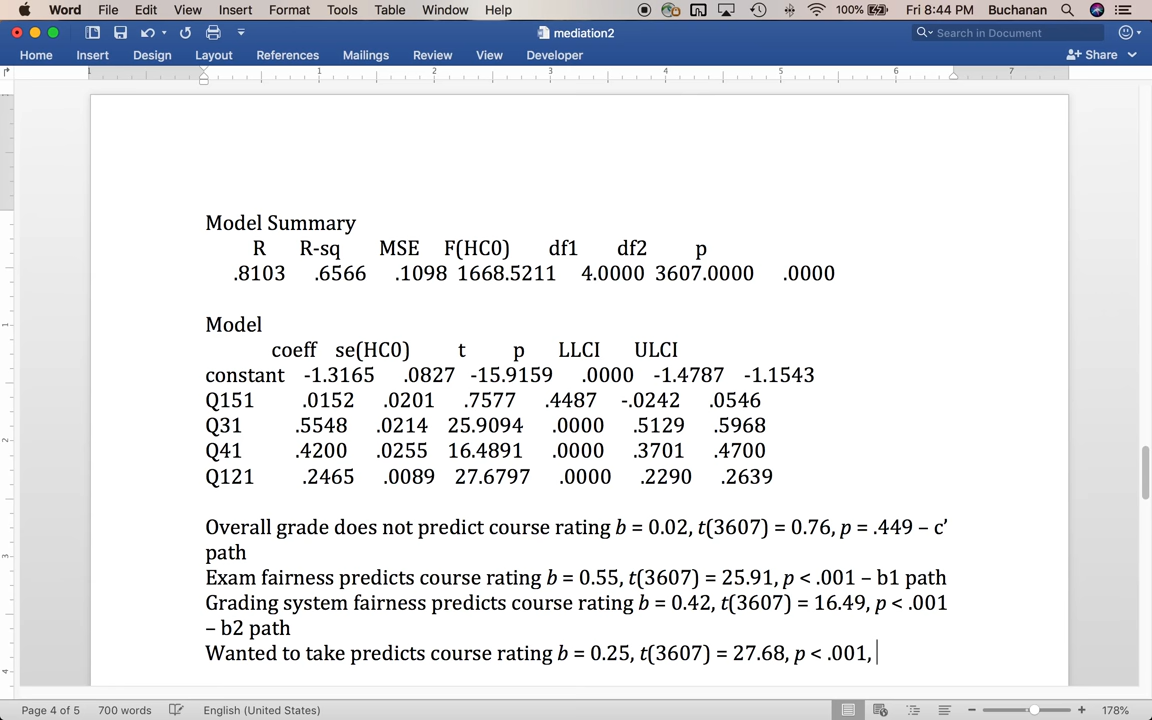 Word File Edit Insert Format Tools Table Window Help 100% Fri 8:44 PM Buchanan
mediation2 Search in Document
Home Insert Design Layout References Mailings Review View Developer Share
1 1 2 3 4 5 6 7
Model Summary
R R-sq MSE F(HC0) df1 df2 p
.8103 .6566 .1098 1668.5211 4.0000 3607.0000 .0000
Model
coeff se(HC0) t p LLCI ULCI
constant -1.3165 .0827 -15.9159 .0000 -1.4787 -1.1543
Q151 .0152 .0201 .7577 .4487 -.0242 .0546
Q31 .5548 .0214 25.9094 .0000 .5129 .5968
Q41 .4200 .0255 16.4891 .0000 .3701 .4700
Q121 .2465 .0089 27.6797 .0000 .2290 .2639
Overall grade does not predict course rating b = 0.02, t(3607) = 0.76, p = .449 – c’
path
Exam fairness predicts course rating b = 0.55, t(3607) = 25.91, p < .001 – b1 path
Grading system fairness predicts course rating b = 0.42, t(3607) = 16.49, p < .001
– b2 path
Wanted to take predicts course rating b = 0.25, t(3607) = 27.68, p < .001,
Page 4 of 5 700 words English (United States) 178%